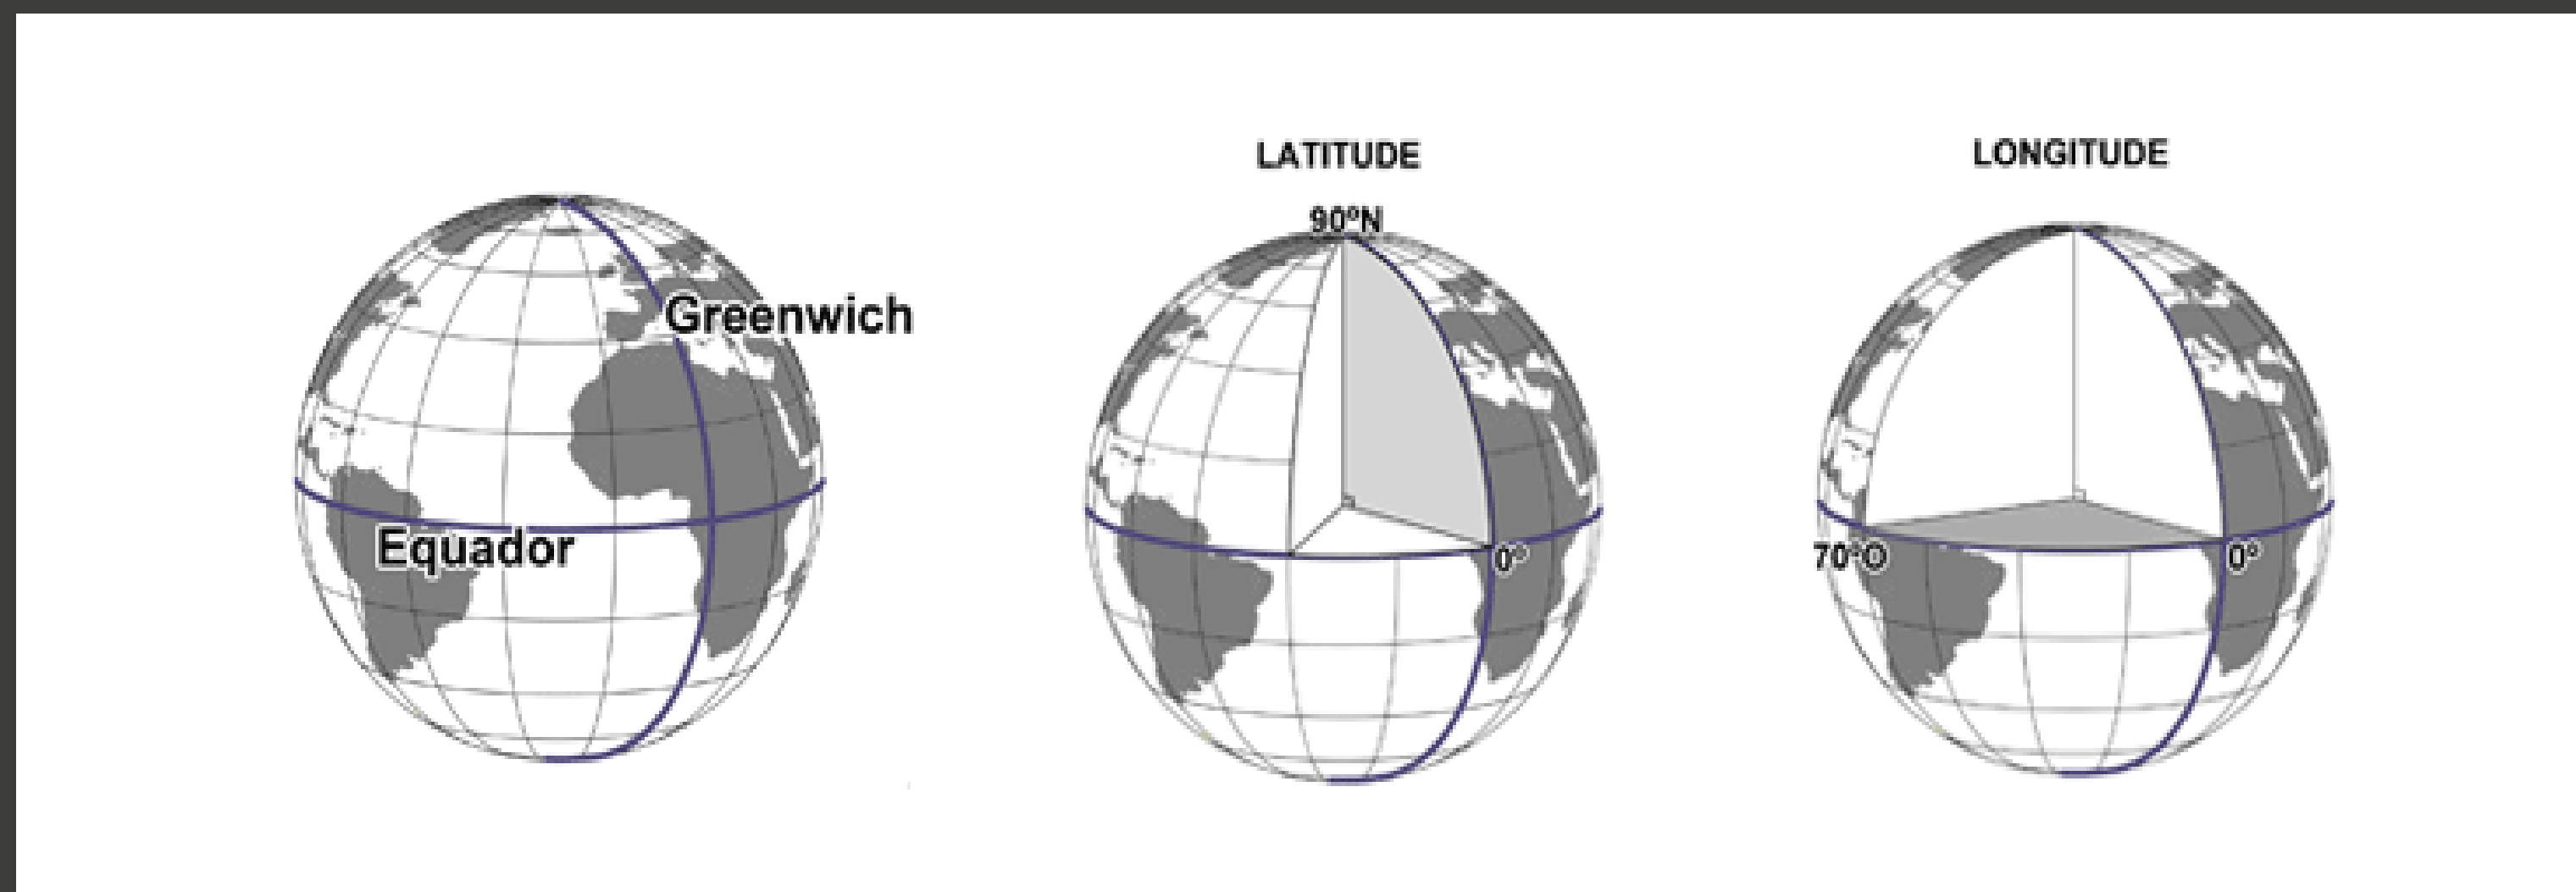 Greenwich
Equador
LATITUDE
90ºN
0º
LONGITUDE
70ºO
0º